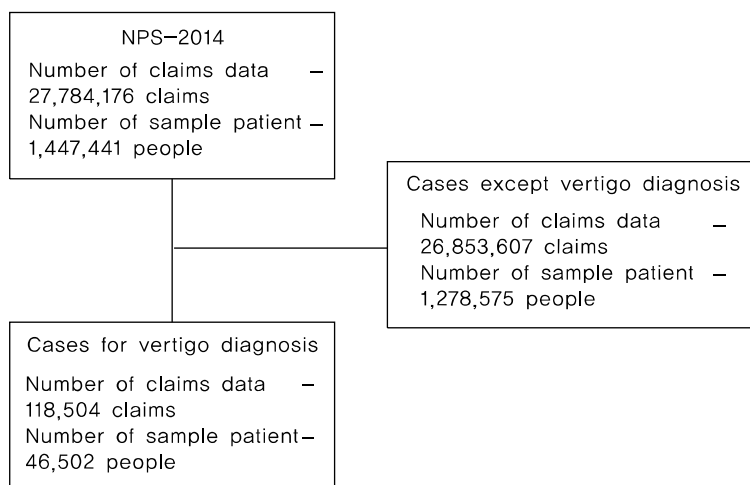 NPS-2014
Number of claims data –
27,784,176 claims
Number of sample patient –
1,447,441 people
Cases except vertigo diagnosis
Number of claims data –
26,853,607 claims
Number of sample patient –
1,278,575 people
Cases for vertigo diagnosis
Number of claims data –
118,504 claims
Number of sample patient–
46,502 people